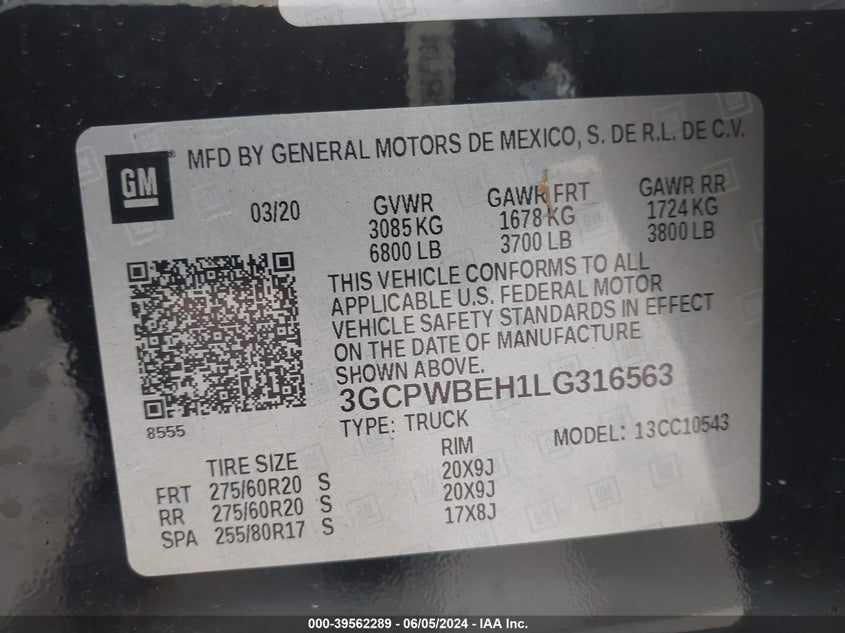 GM
MFD BY GENERAL MOTORS DE MEXICO, S. DE R.L. DE C.V.
03/20
GVWR
3085 KG
6800 LB
GAWR FRT
1678 KG
3700 LB
GAWR RR
1724 KG
3800 LB
THIS VEHICLE CONFORMS TO ALL
APPLICABLE U.S. FEDERAL MOTOR
VEHICLE SAFETY STANDARDS IN EFFECT
ON THE DATE OF MANUFACTURE
SHOWN ABOVE.
3GCPWBEH1LG316563
TYPE: TRUCK
MODEL: 13CC10543
8555
TIRE SIZE RIM
FRT 275/60R20 S 20X9J
RR 275/60R20 S 20X9J
SPA 255/80R17 S 17X8J
000-39562289 - 06/05/2024 - IAA Inc.